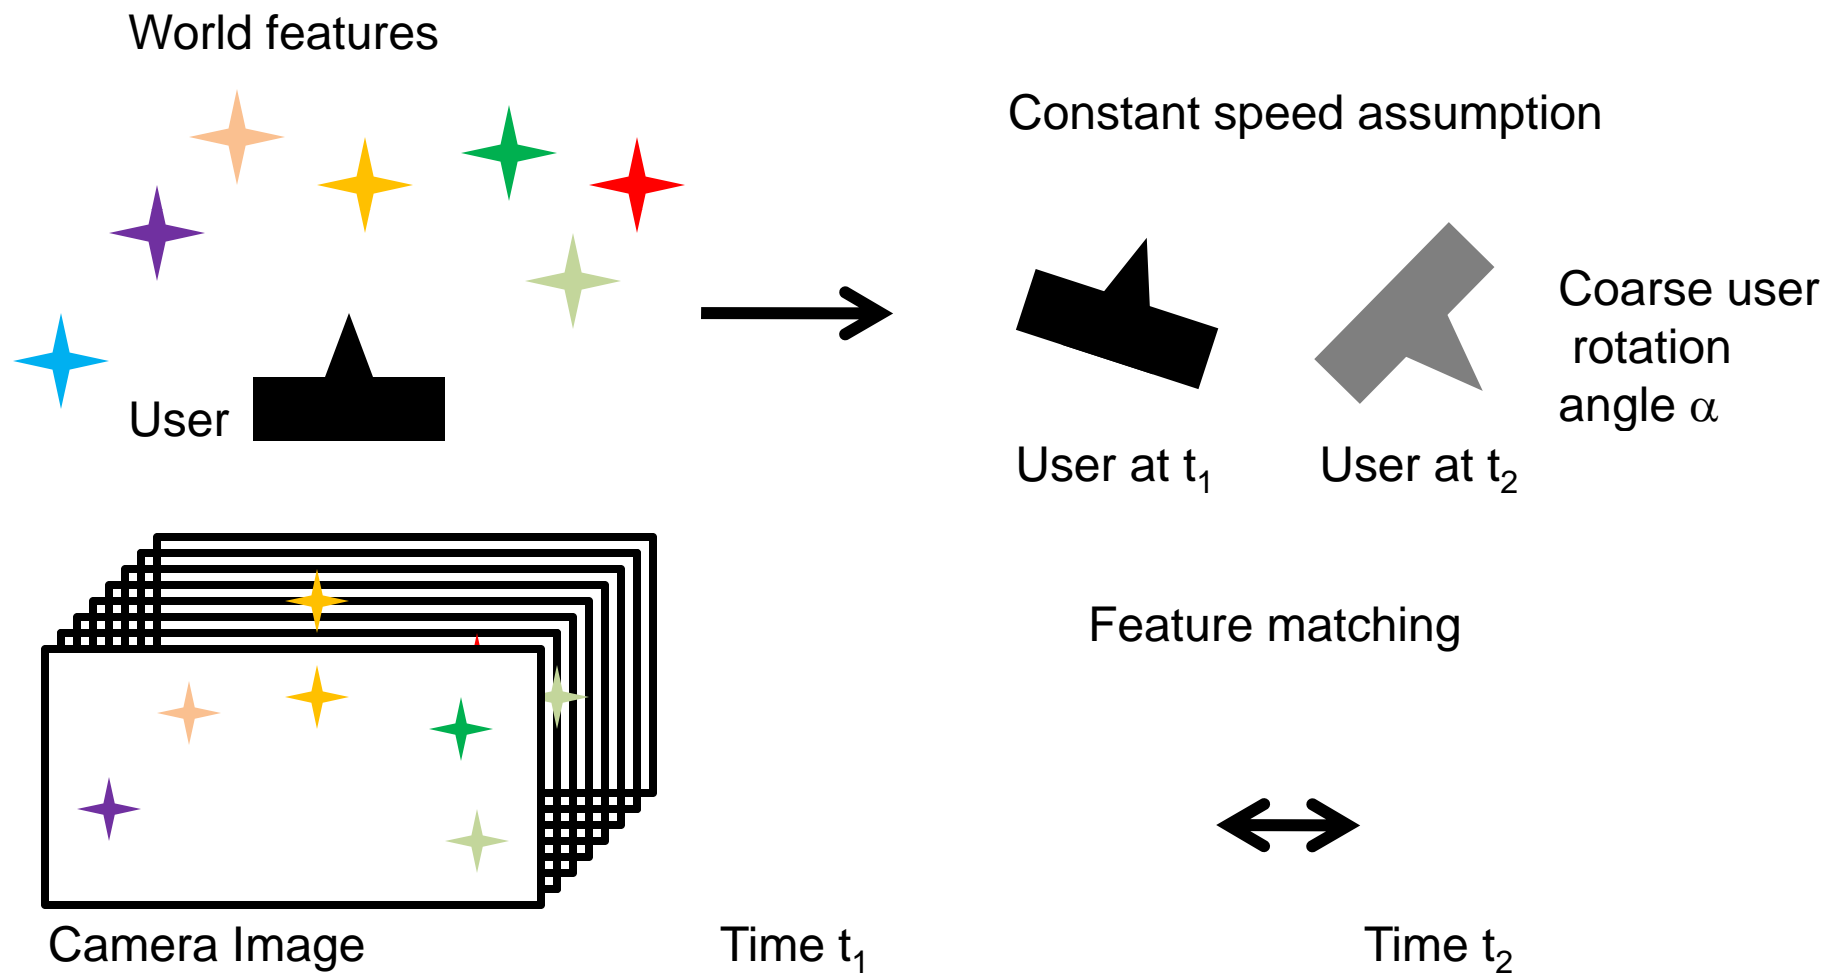 World features
Constant speed assumption
Coarse user
rotation
angle α
User
User at t₁
User at t₂
Feature matching
Camera Image
Time t₁
Time t₂